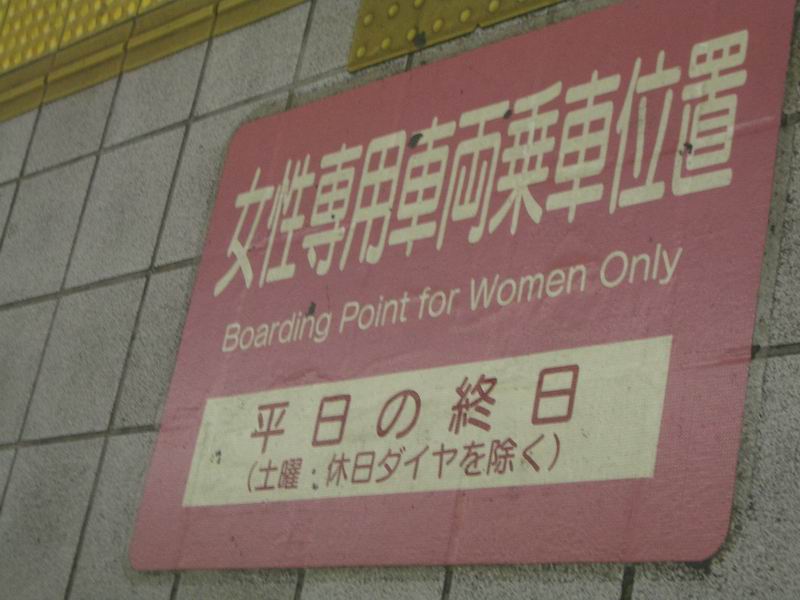 女性専用車両乗車位置
Boarding Point for Women Only
平日の終日
(土曜:休日ダイヤを除く)